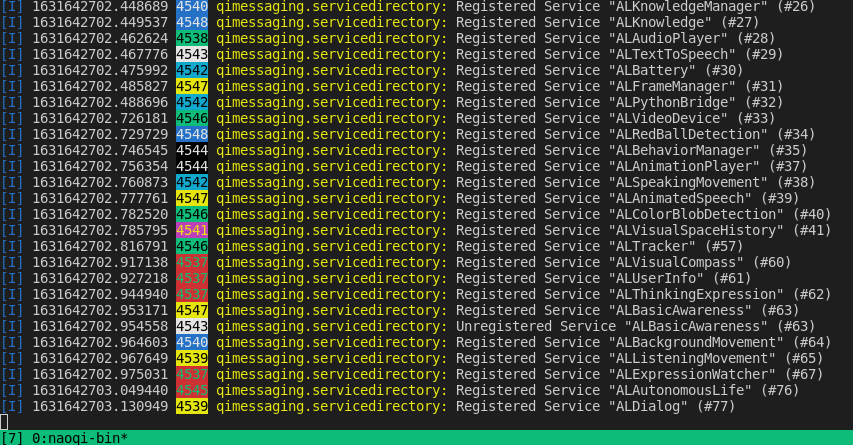 [I] 1631642702.448689 4540 qimessaging.servicedirectory: Registered Service "ALKnowledgeManager" (#26)
[I] 1631642702.449537 4548 qimessaging.servicedirectory: Registered Service "ALKnowledge" (#27)
[I] 1631642702.462624 4538 qimessaging.servicedirectory: Registered Service "ALAudioPlayer" (#28)
[I] 1631642702.467776 4543 qimessaging.servicedirectory: Registered Service "ALTextToSpeech" (#29)
[I] 1631642702.475992 4542 qimessaging.servicedirectory: Registered Service "ALBattery" (#30)
[I] 1631642702.485827 4547 qimessaging.servicedirectory: Registered Service "ALFrameManager" (#31)
[I] 1631642702.488696 4542 qimessaging.servicedirectory: Registered Service "ALPythonBridge" (#32)
[I] 1631642702.726181 4546 qimessaging.servicedirectory: Registered Service "ALVideoDevice" (#33)
[I] 1631642702.729729 4548 qimessaging.servicedirectory: Registered Service "ALRedBallDetection" (#34)
[I] 1631642702.746545 4544 qimessaging.servicedirectory: Registered Service "ALBehaviorManager" (#35)
[I] 1631642702.756354 4544 qimessaging.servicedirectory: Registered Service "ALAnimationPlayer" (#37)
[I] 1631642702.760873 4542 qimessaging.servicedirectory: Registered Service "ALSpeakingMovement" (#38)
[I] 1631642702.777761 4547 qimessaging.servicedirectory: Registered Service "ALAnimatedSpeech" (#39)
[I] 1631642702.782520 4546 qimessaging.servicedirectory: Registered Service "ALColorBlobDetection" (#40)
[I] 1631642702.785795 4541 qimessaging.servicedirectory: Registered Service "ALVisualSpaceHistory" (#41)
[I] 1631642702.816791 4546 qimessaging.servicedirectory: Registered Service "ALTracker" (#57)
[I] 1631642702.917138 4537 qimessaging.servicedirectory: Registered Service "ALVisualCompass" (#60)
[I] 1631642702.927218 4537 qimessaging.servicedirectory: Registered Service "ALUserInfo" (#61)
[I] 1631642702.944940 4537 qimessaging.servicedirectory: Registered Service "ALThinkingExpression" (#62)
[I] 1631642702.953171 4547 qimessaging.servicedirectory: Registered Service "ALBasicAwareness" (#63)
[I] 1631642702.954558 4543 qimessaging.servicedirectory: Unregistered Service "ALBasicAwareness" (#63)
[I] 1631642702.964603 4540 qimessaging.servicedirectory: Registered Service "ALBackgroundMovement" (#64)
[I] 1631642702.967649 4539 qimessaging.servicedirectory: Registered Service "ALListeningMovement" (#65)
[I] 1631642702.975031 4537 qimessaging.servicedirectory: Registered Service "ALExpressionWatcher" (#67)
[I] 1631642703.049440 4545 qimessaging.servicedirectory: Registered Service "ALAutonomousLife" (#76)
[I] 1631642703.130949 4539 qimessaging.servicedirectory: Registered Service "ALDialog" (#77)
[7] 0:naoqi-bin*